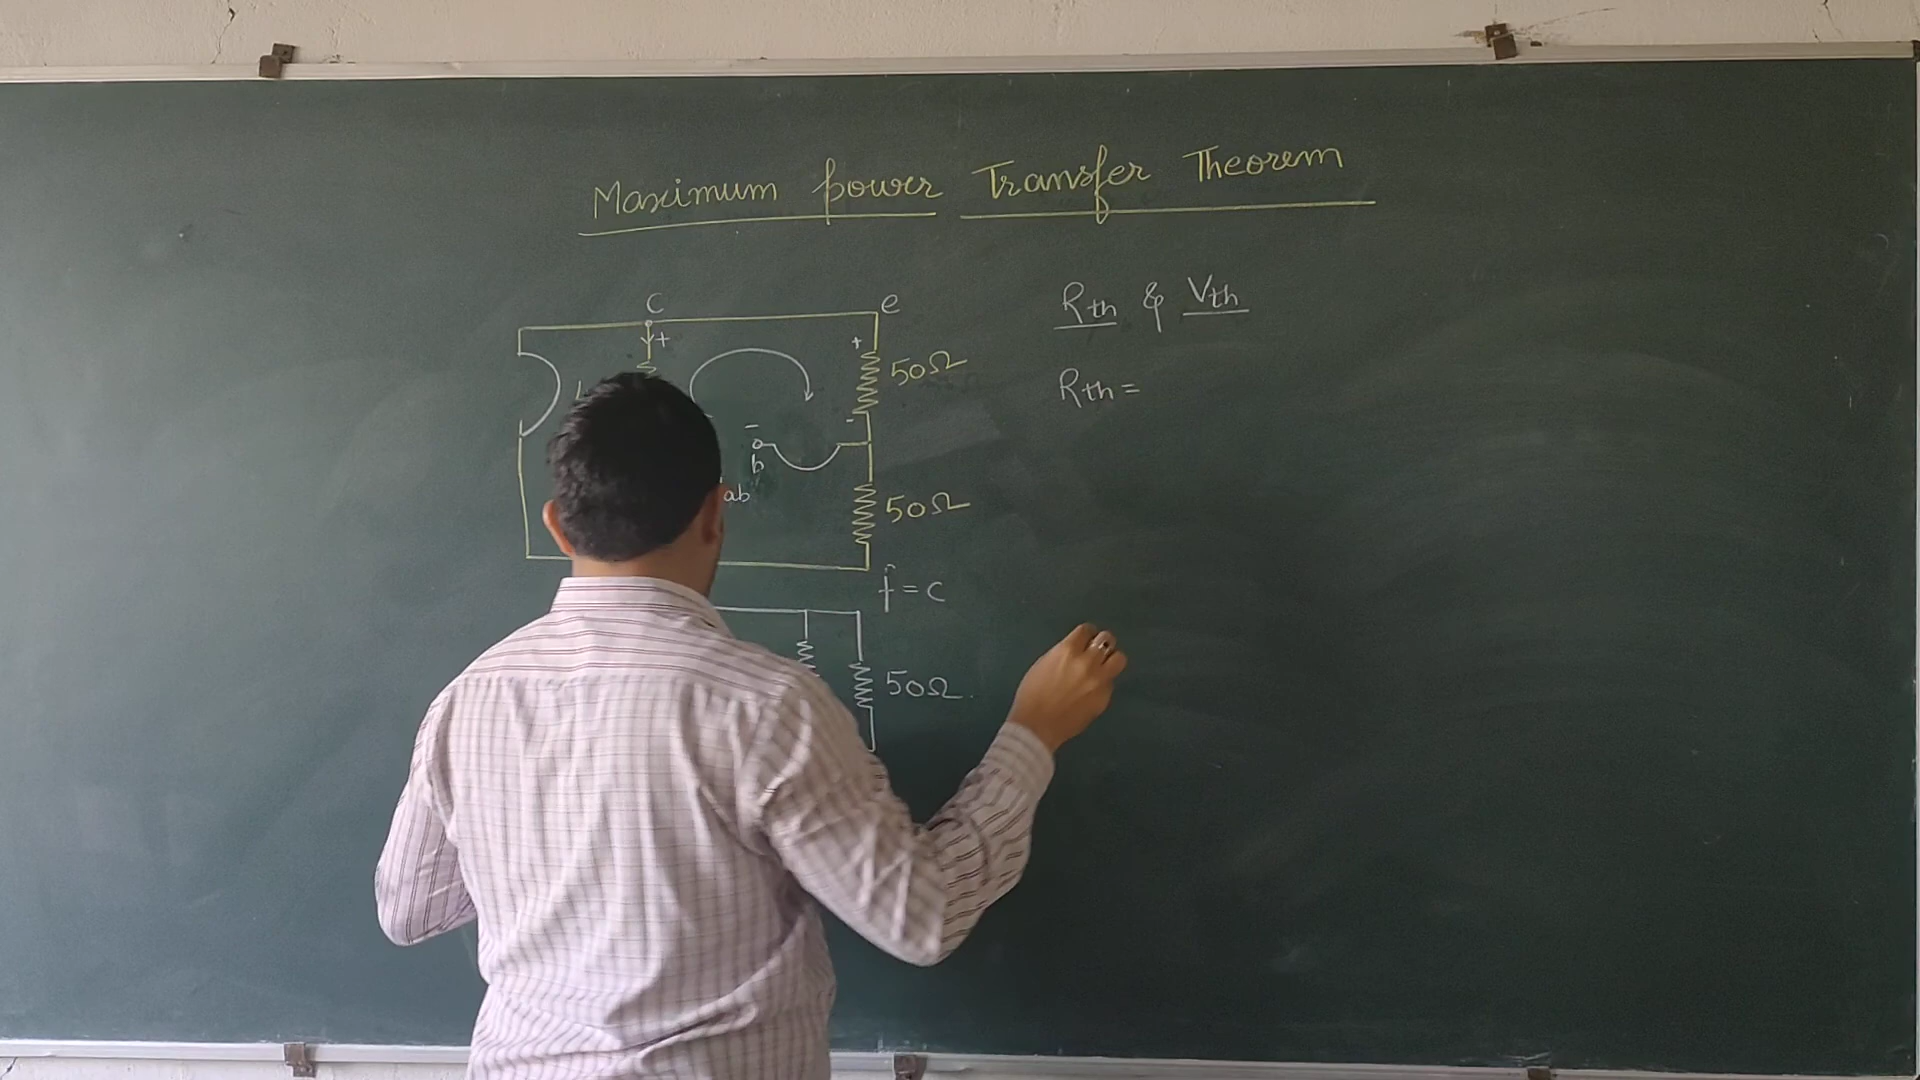 Maximum power Transfer Theorem
C
e
Rth & Vth
+
+
50Ω
Rth =
-
-
b
ab
50Ω
f = c
50Ω